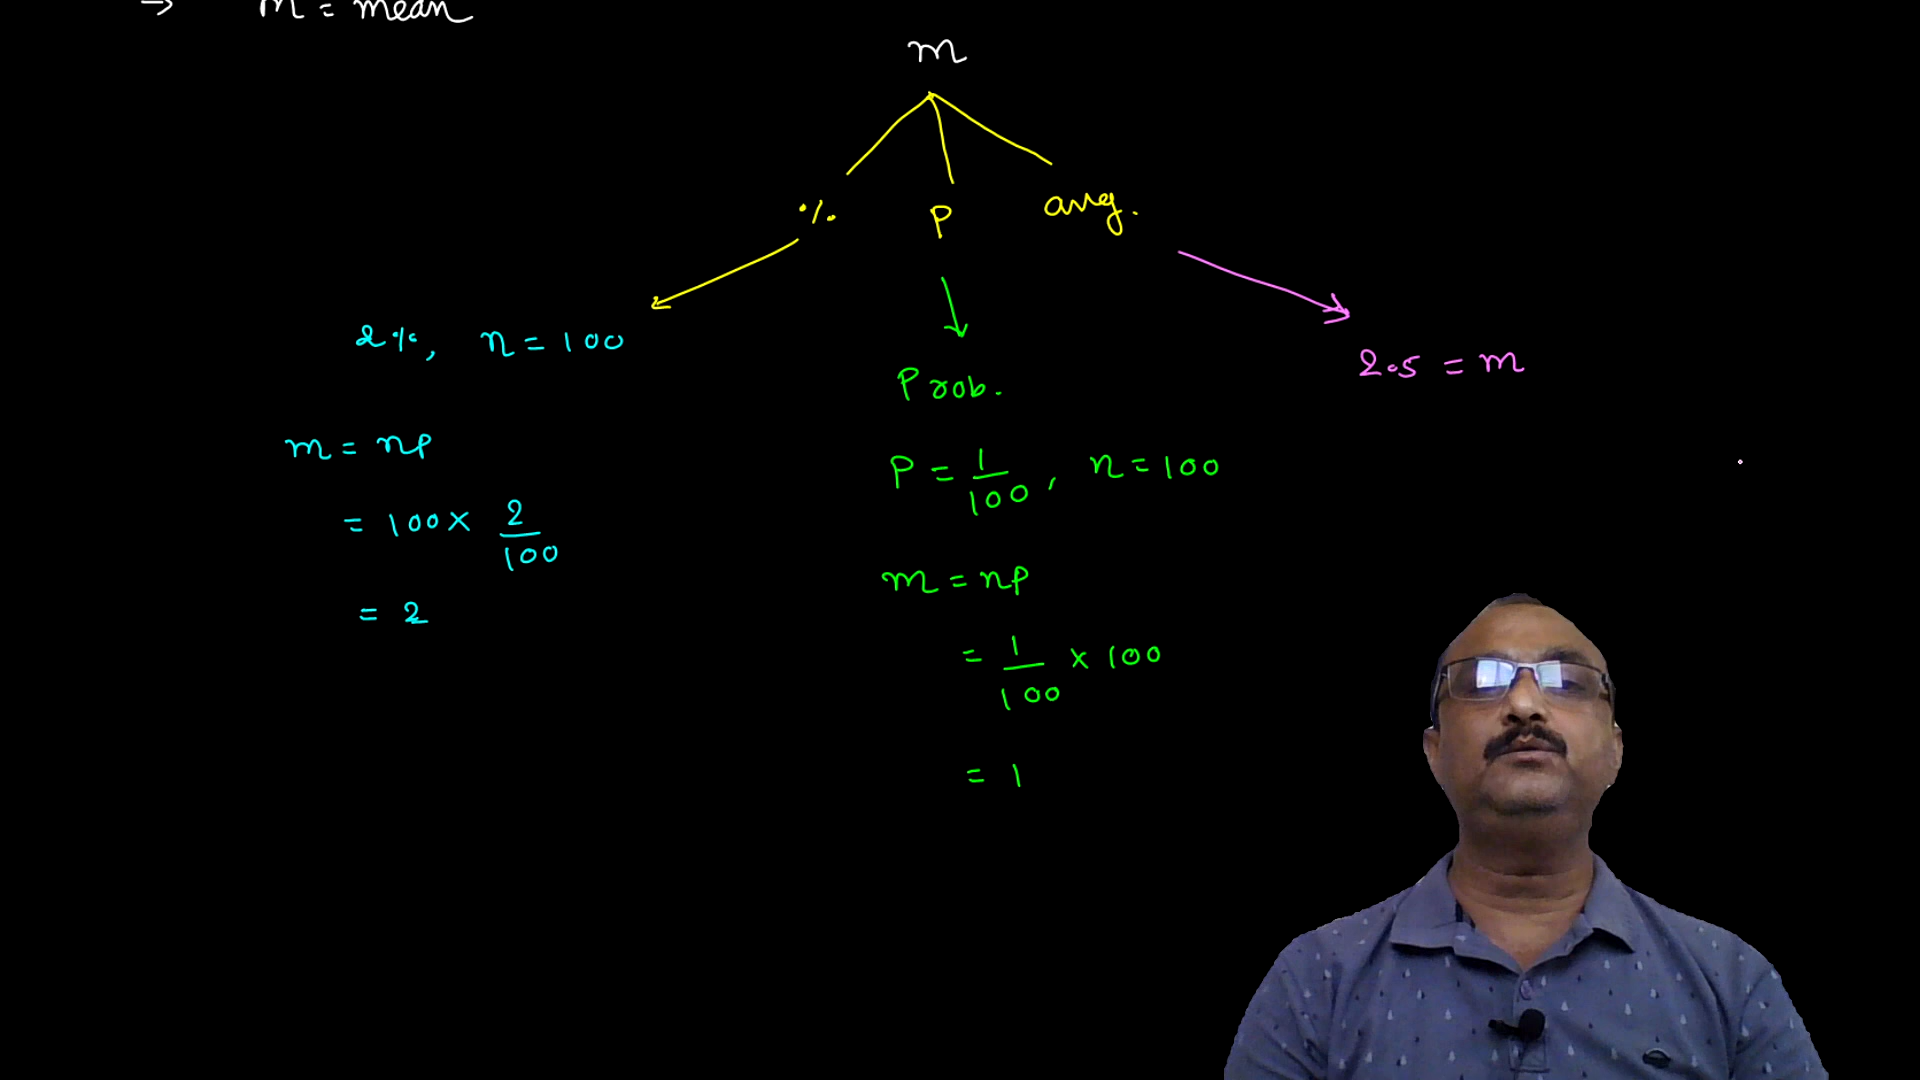 → m = mean
m
% P avg.
2%, n = 100
m = np
= 100 × 2/100
= 2
Prob.
P = 1/100, n = 100
m = np
= 1/100 × 100
= 1
2.5 = m